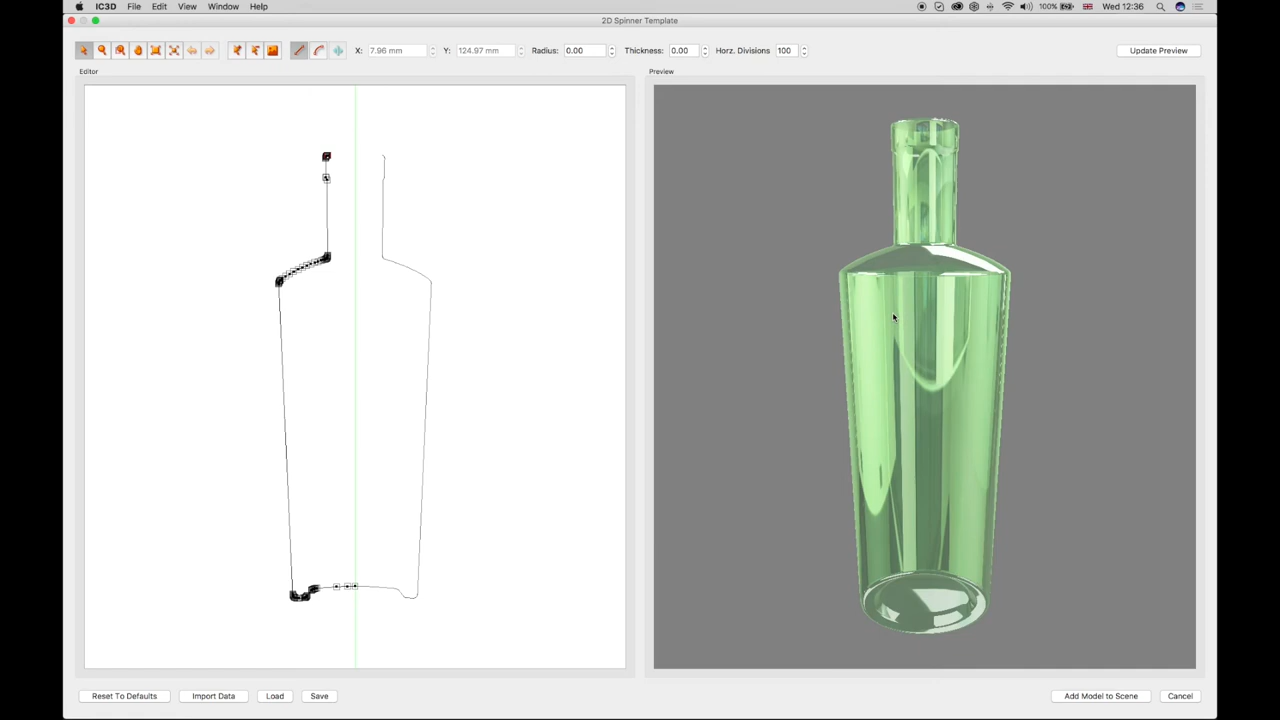 IC3D File Edit View Window Help 100% Wed 12:36
2D Spinner Template
X: 7.96 mm Y: 124.97 mm Radius: 0.00 Thickness: 0.00 Horz. Divisions 100 Update Preview
Editor Preview
Reset To Defaults Import Data Load Save Add Model to Scene Cancel